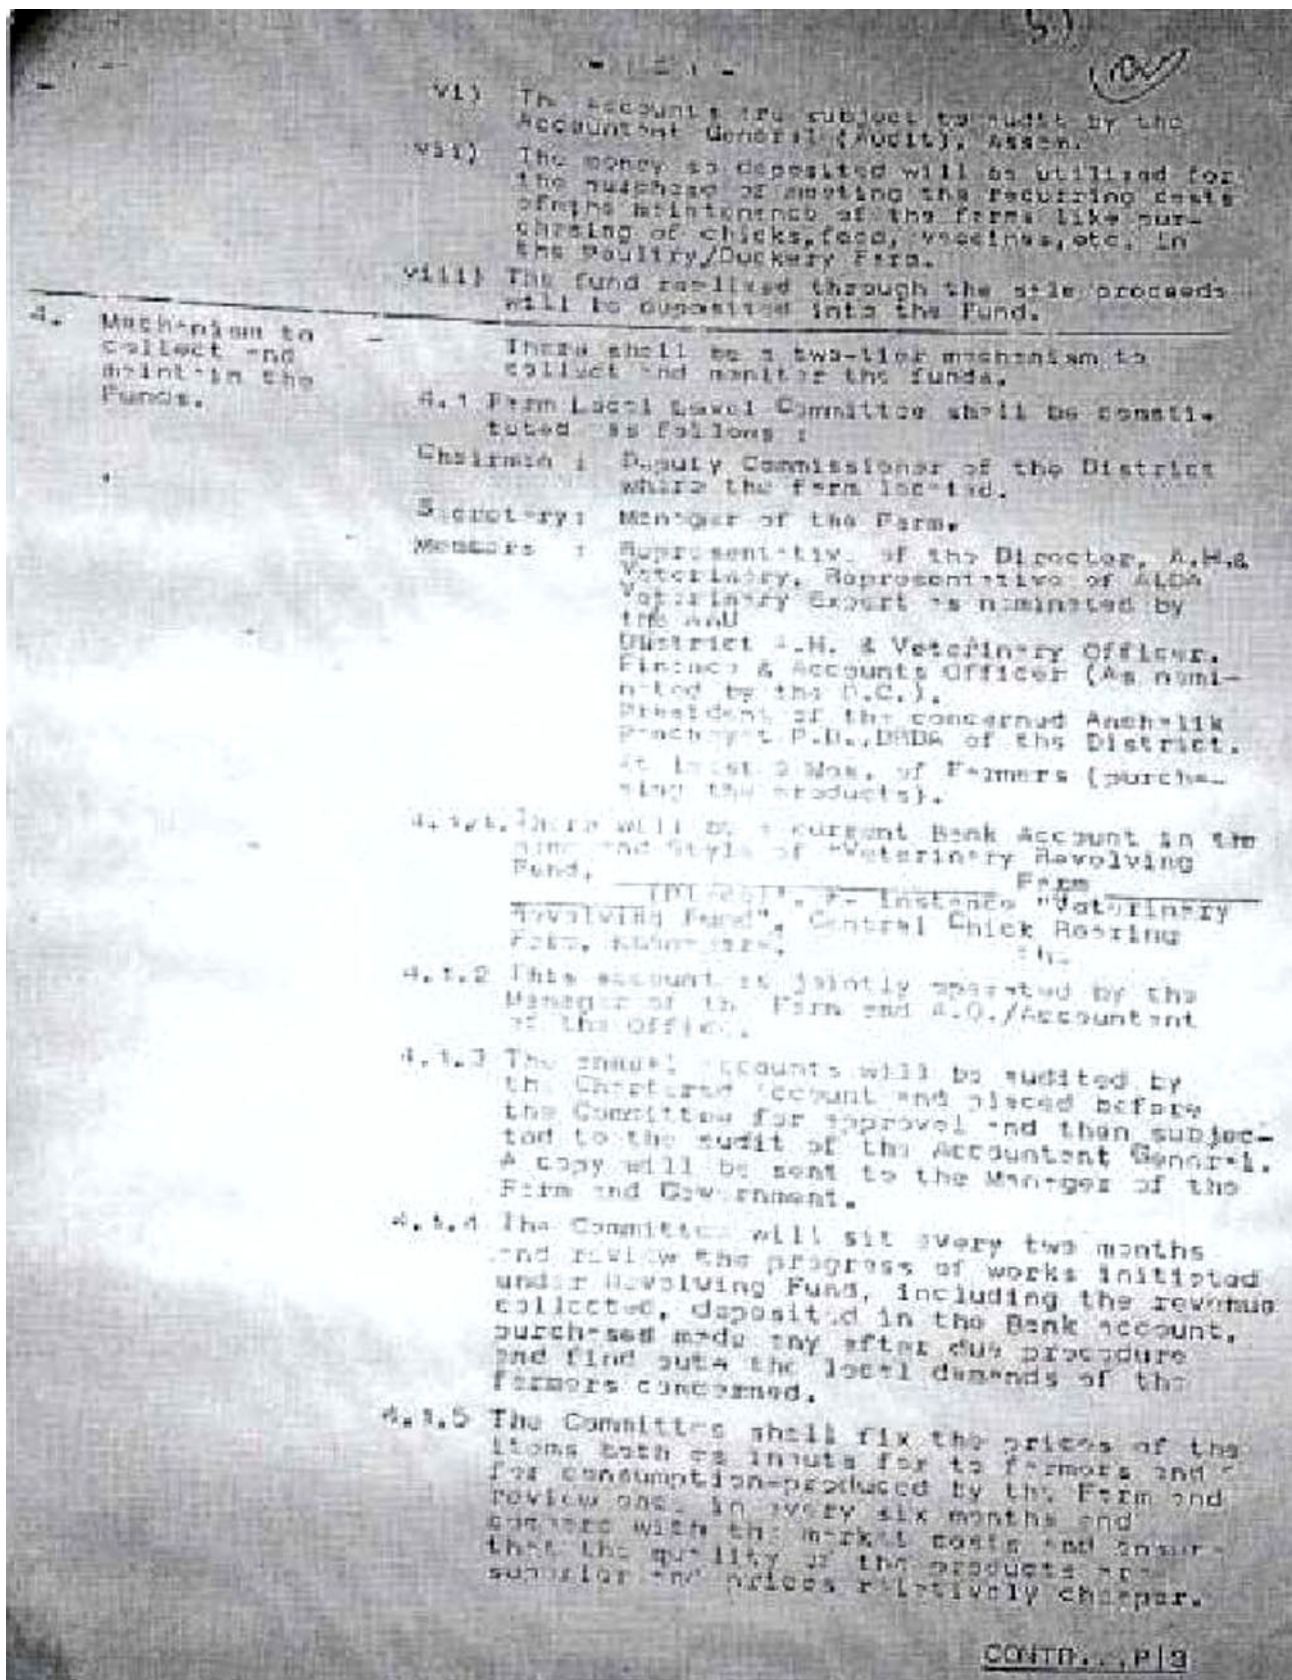 vi) The Accounts are subject to audit by the
Accountant General (Audit), Assam.
vii) The money so deposited will be utilised for
the of meeting the recurring costs
maintenance of the farms like pur-
chasing of chicks, feed, vaccines, etc. in
the Poultry/Duckery Farm.
viii) The fund realised through the sale proceeds
will be deposited into the Fund.
4. Mechanism to
collect and
maintain the
Funds.
There shall be a two-tier mechanism to
collect and monitor the funds.
4.1 Farm Local Level Committee shall be consti-
tuted as follows :
Chairman : Deputy Commissioner of the District
where the farm located.
Secretary: Manager of the Farm.
Members : Representative of the Director, A.H.&
Veterinary, Representative of ALDA
Veterinary Expert as nominated by
the AAU
District A.H. & Veterinary Officer.
Finance & Accounts Officer (As nomi-
nated by the D.C.).
President of the concerned Anchalik
Panchayat P.D., DRDA of the District.
At least 2 Nos. of Farmers (purcha-
sing the products).
4.1.1. There will be a current Bank Account in the
name and Style of "Veterinary Revolving
Fund, Farm
(Place)". For instance "Veterinary
Revolving Fund", Central Chick Rearing
Farm,
the
4.1.2 This account is jointly operated by the
Manager of the Farm and A.O./Accountant
of the Office.
4.1.3 The annual accounts will be audited by
the Chartered Account and placed before
the Committee for approval and then subjec-
ted to the audit of the Accountant General.
A copy will be sent to the Manager of the
Farm and Government.
4.1.4 The Committee will sit every two months
and review the progress of works initiated
under Revolving Fund, including the revenue
collected, deposited in the Bank account,
purchased made any after due procedure
and find out the local demands of the
farmers concerned.
4.1.5 The Committee shall fix the prices of the
items both as inputs for to farmers and
for consumption-produced by the Farm and
review once in every six months and
compare with the market costs and ensure
that the quality of the products are
superior and prices relatively cheaper.
CONTD...P/3